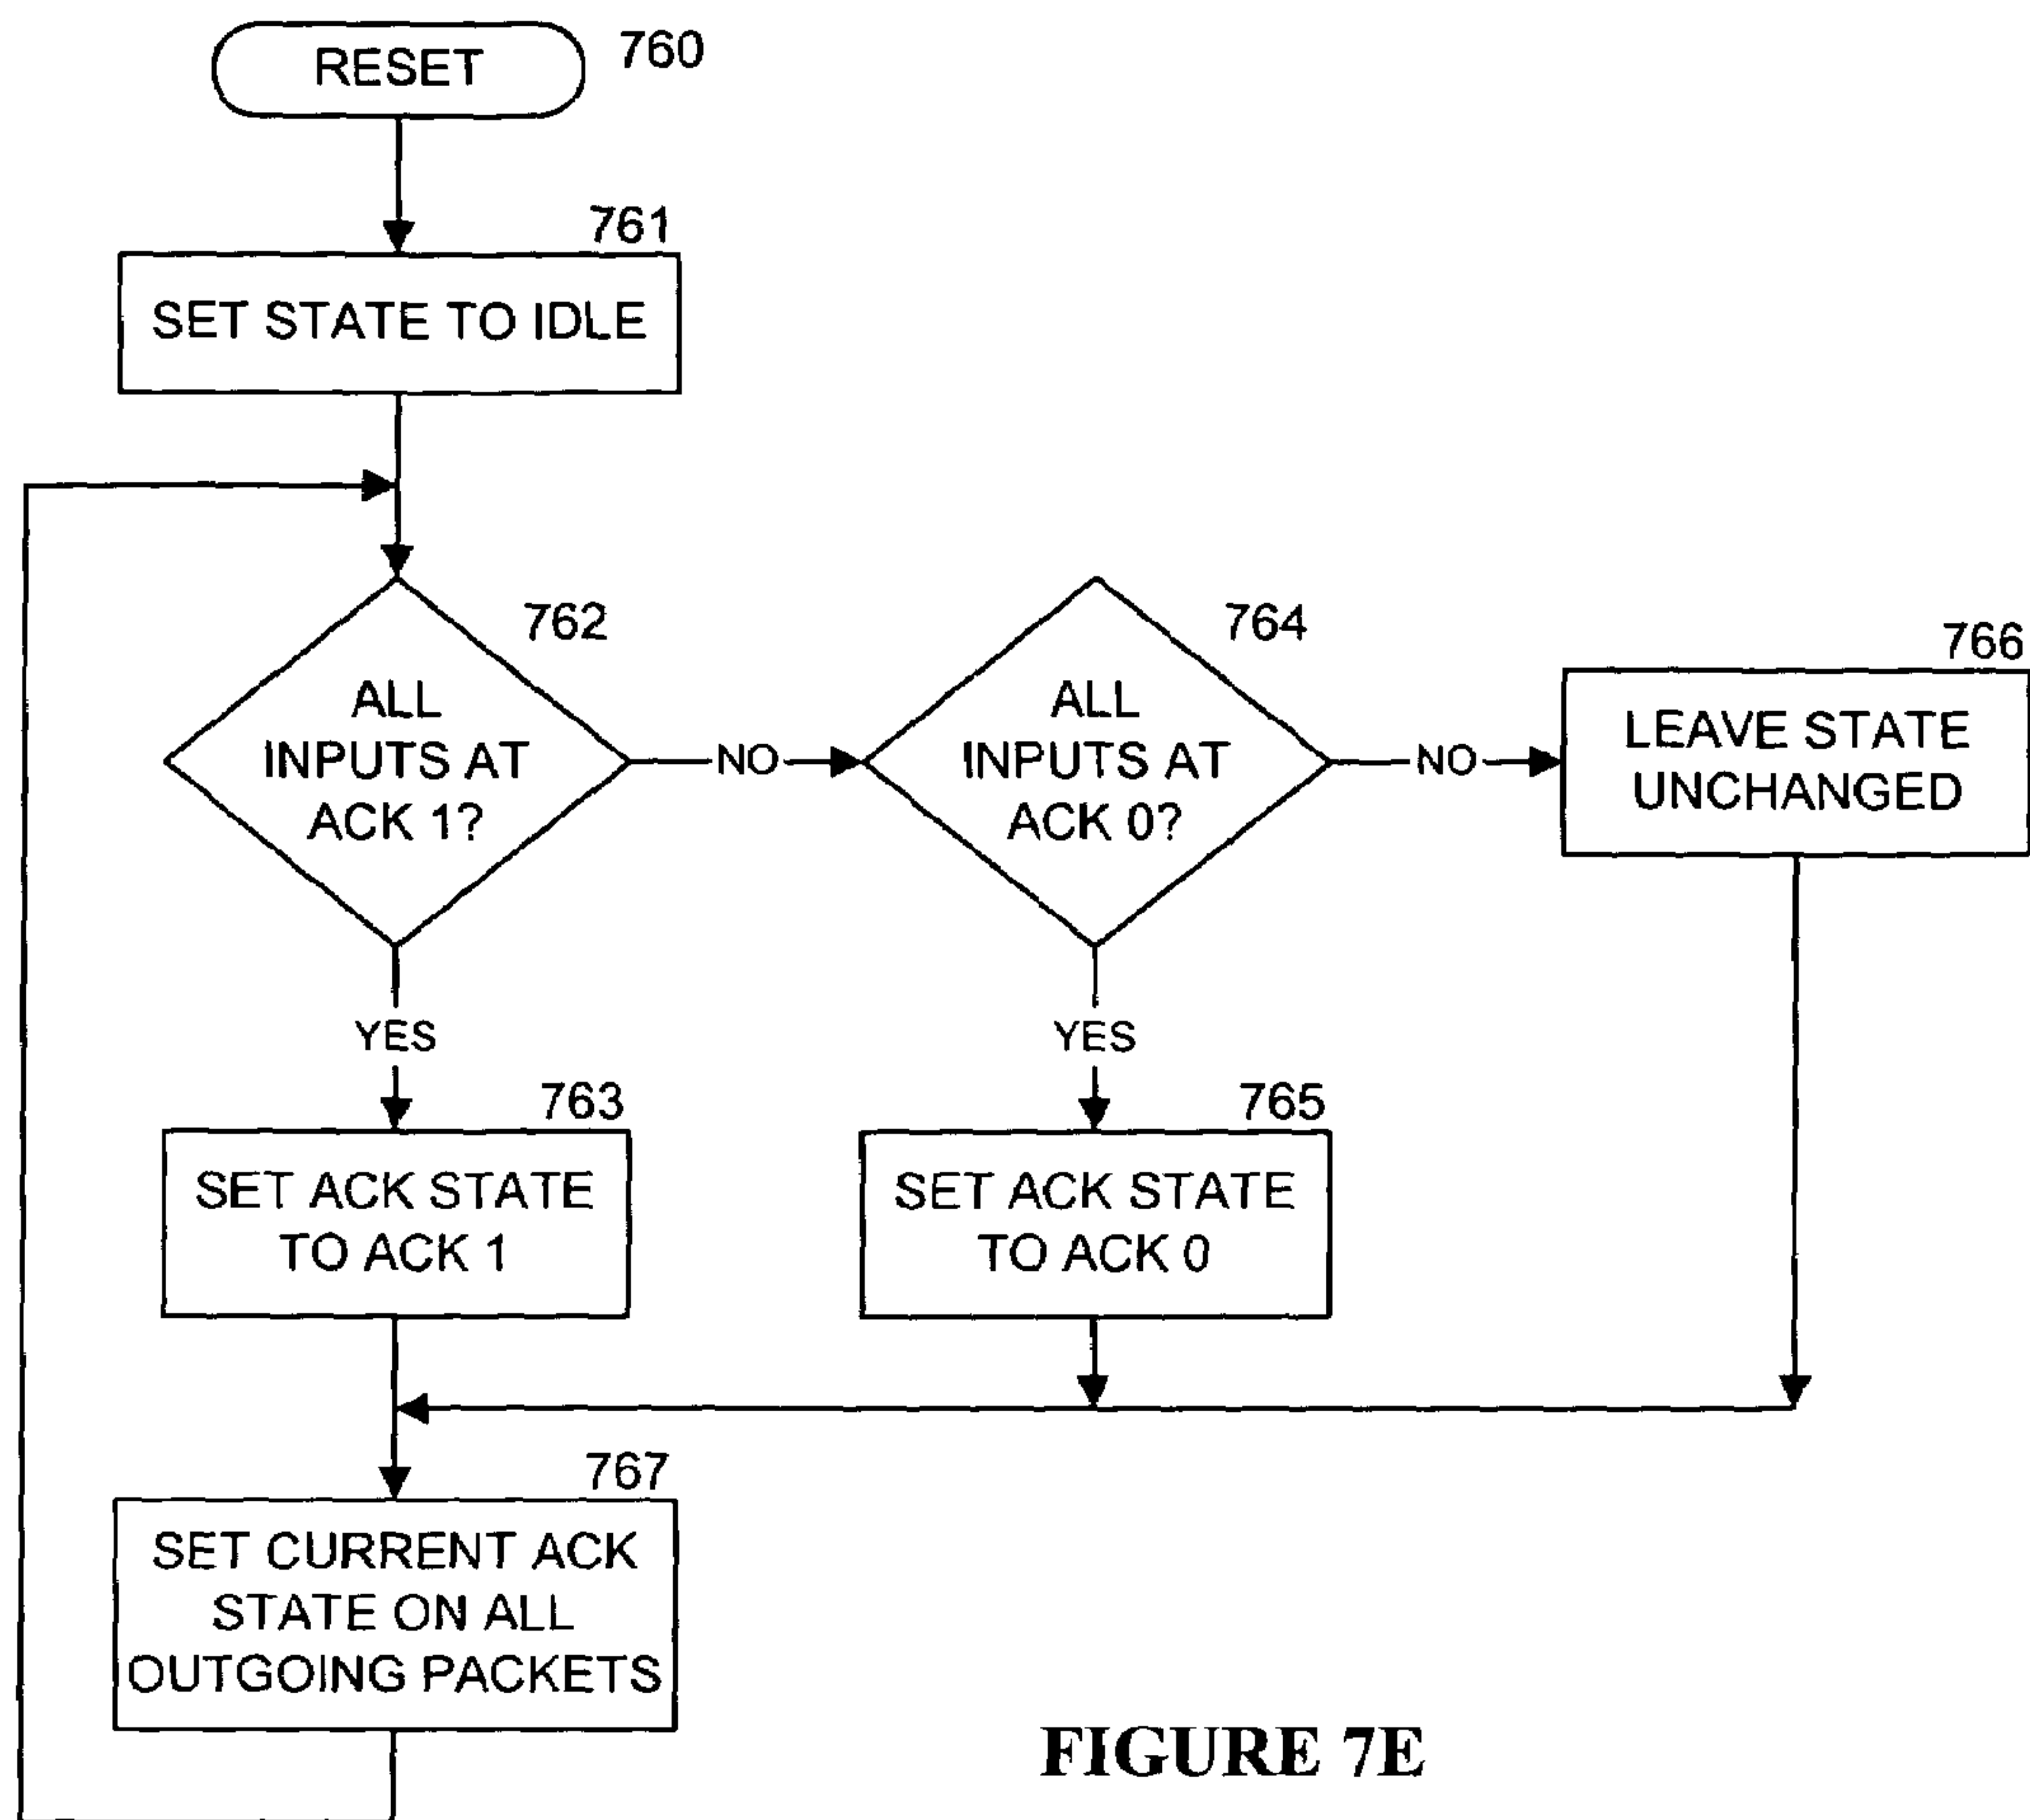 RESET
760
761
SET STATE TO IDLE
762
ALL
INPUTS AT
ACK 1?
NO
764
ALL
INPUTS AT
ACK 0?
NO
766
LEAVE STATE
UNCHANGED
YES
YES
763
SET ACK STATE
TO ACK 1
765
SET ACK STATE
TO ACK 0
767
SET CURRENT ACK
STATE ON ALL
OUTGOING PACKETS
FIGURE 7E